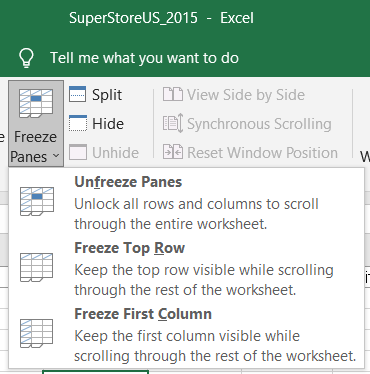 SuperStoreUS_2015 - Excel
Tell me what you want to do
Freeze Panes
Split
Hide
Unhide
View Side by Side
Synchronous Scrolling
Reset Window Position
Unfreeze Panes
Unlock all rows and columns to scroll
through the entire worksheet.
Freeze Top Row
Keep the top row visible while scrolling
through the rest of the worksheet.
Freeze First Column
Keep the first column visible while
scrolling through the rest of the worksheet.